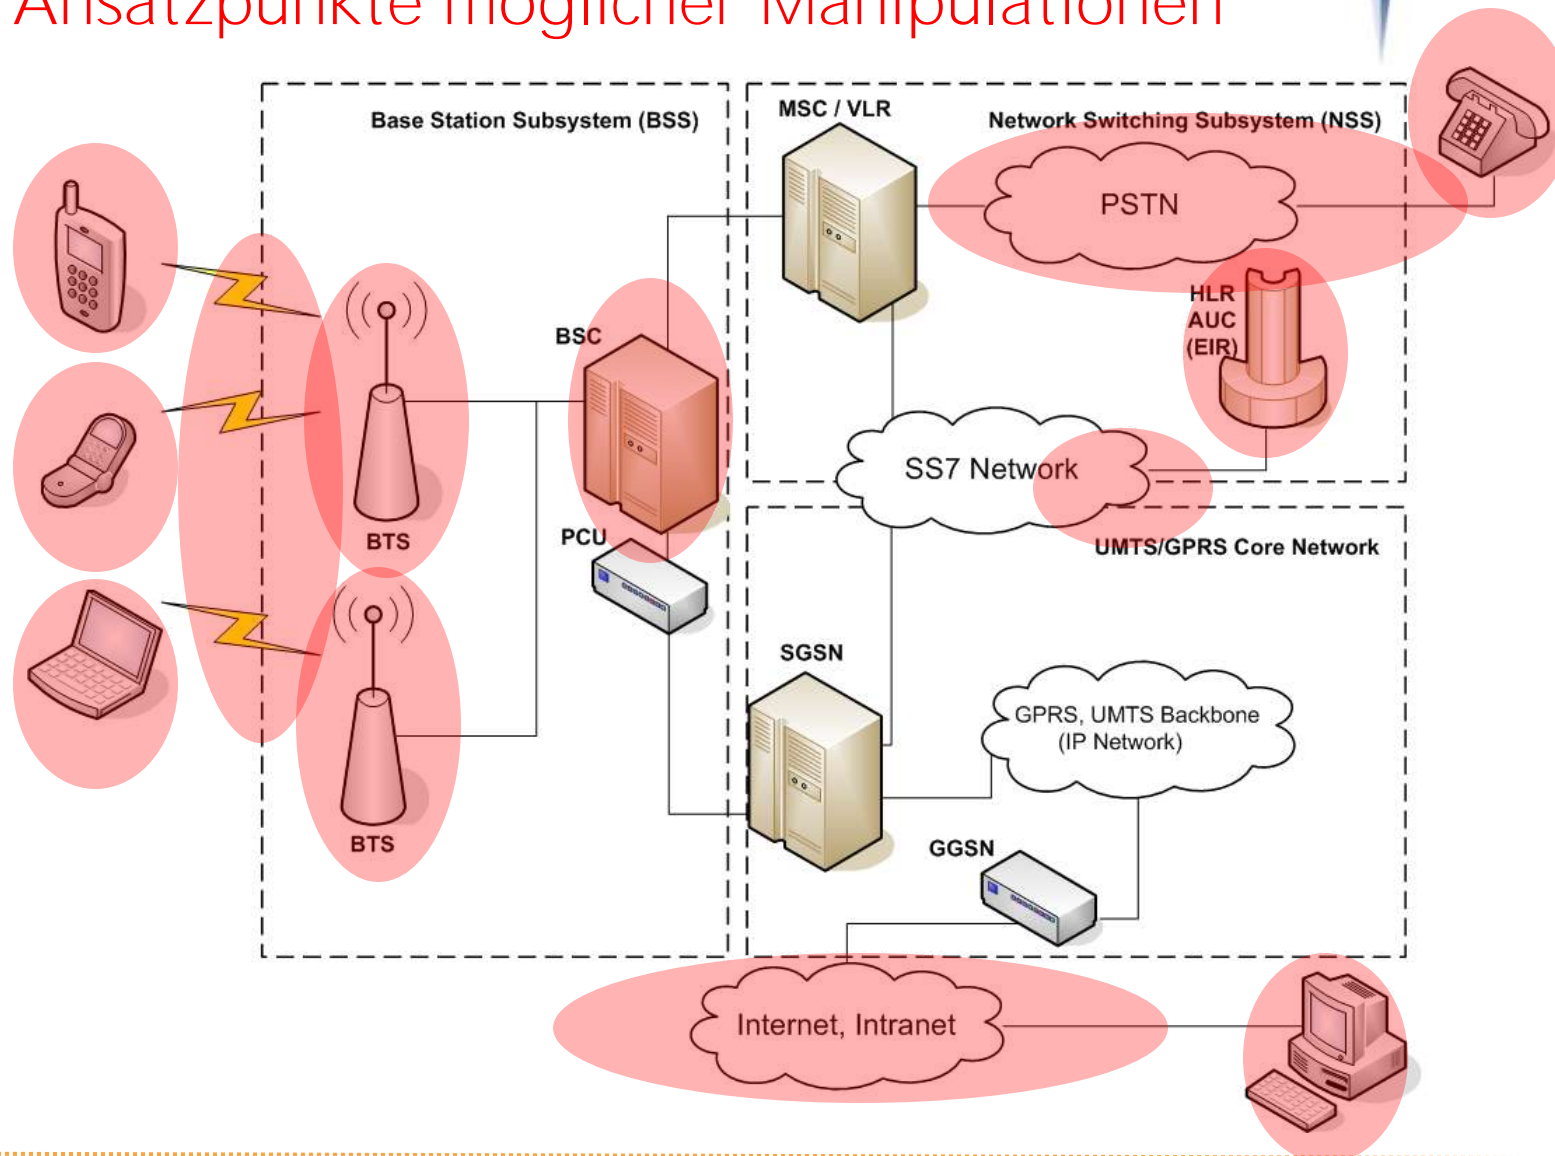 Ansatzpunkte möglicher Manipulationen
Base Station Subsystem (BSS)
MSC / VLR
Network Switching Subsystem (NSS)
PSTN
HLR
AUC
(EIR)
BSC
SS7 Network
BTS
PCU
UMTS/GPRS Core Network
SGSN
GPRS, UMTS Backbone
(IP Network)
BTS
GGSN
Internet, Intranet